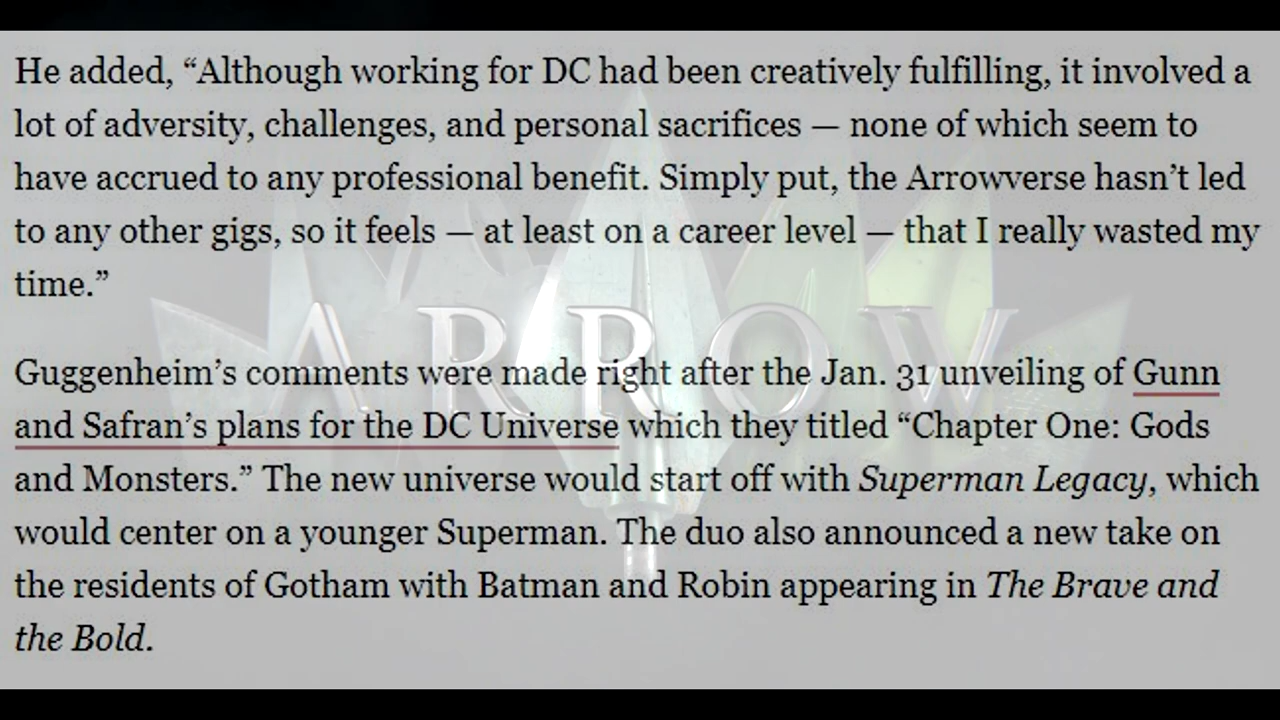 He added, “Although working for DC had been creatively fulfilling, it involved a
lot of adversity, challenges, and personal sacrifices — none of which seem to
have accrued to any professional benefit. Simply put, the Arrowverse hasn’t led
to any other gigs, so it feels — at least on a career level — that I really wasted my
time.”
ARROW
Guggenheim’s comments were made right after the Jan. 31 unveiling of Gunn
and Safran’s plans for the DC Universe which they titled “Chapter One: Gods
and Monsters.” The new universe would start off with Superman Legacy, which
would center on a younger Superman. The duo also announced a new take on
the residents of Gotham with Batman and Robin appearing in The Brave and
the Bold.